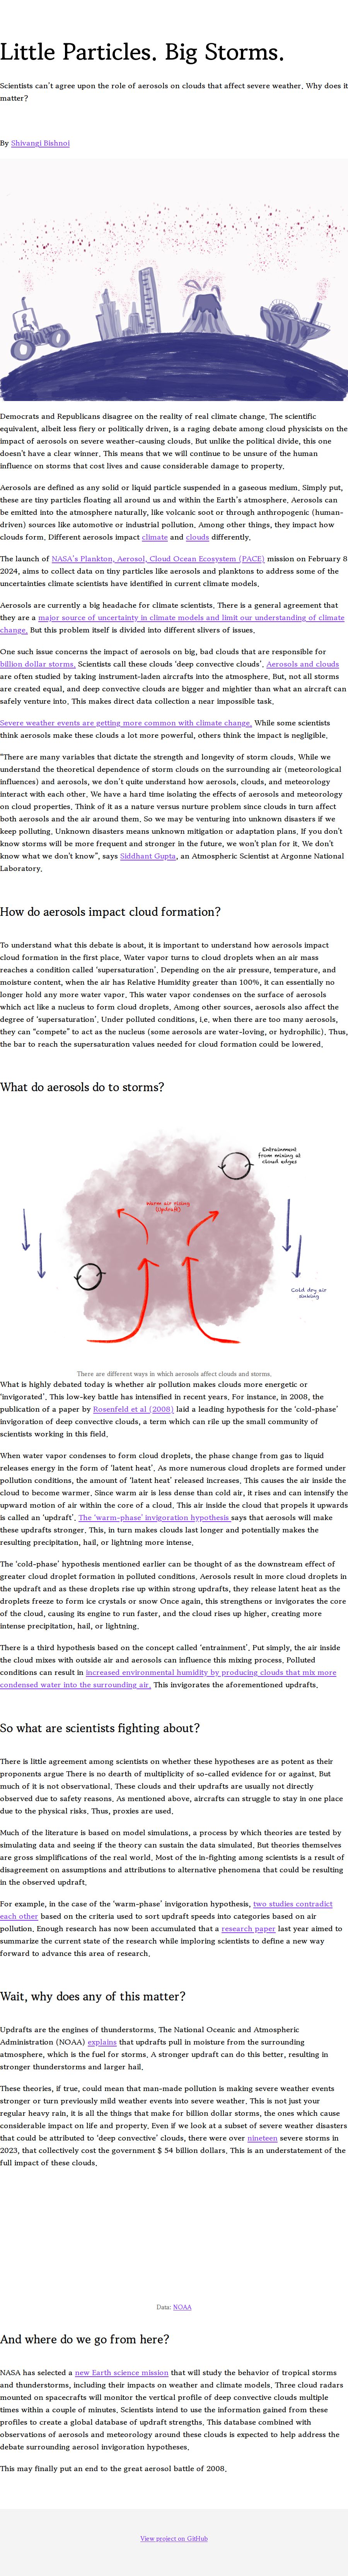 Little Particles. Big Storms.
Scientists can't agree upon the role of aerosols on clouds that affect severe weather. Why does it
matter?
By Shivangi Bishnoi
Democrats and Republicans disagree on the reality of real climate change. The scientific
equivalent, albeit less fiery or politically driven, is a raging debate among cloud physicists on the
impact of aerosols on severe weather-causing clouds. But unlike the political divide, this one
doesn't have a clear winner. This means that we will continue to be unsure of the human
influence on storms that cost lives and cause considerable damage to property.
Aerosols are defined as any solid or liquid particle suspended in a gaseous medium. Simply put,
these are tiny particles floating all around us and within the Earth's atmosphere. Aerosols can
be emitted into the atmosphere naturally, like volcanic soot or through anthropogenic (human-
driven) sources like automotive or industrial pollution. Among other things, they impact how
clouds form. Different aerosols impact climate and clouds differently.
The launch of NASA's Plankton, Aerosol, Cloud Ocean Ecosystem (PACE) mission on February 8
2024, aims to collect data on tiny particles like aerosols and planktons to address some of the
uncertainties climate scientists have identified in current climate models.
Aerosols are currently a big headache for climate scientists. There is a general agreement that
they are a major source of uncertainty in climate models and limit our understanding of climate
change. But this problem itself is divided into different slivers of issues.
One such issue concerns the impact of aerosols on big, bad clouds that are responsible for
billion dollar storms. Scientists call these clouds 'deep convective clouds'. Aerosols and clouds
are often studied by taking instrument-laden aircrafts into the atmosphere. But, not all storms
are created equal, and deep convective clouds are bigger and mightier than what an aircraft can
safely venture into. This makes direct data collection a near impossible task.
Severe weather events are getting more common with climate change. While some scientists
think aerosols make these clouds a lot more powerful, others think the impact is negligible.
"There are many variables that dictate the strength and longevity of storm clouds. While we
understand the theoretical dependence of storm clouds on the surrounding air (meteorological
influences) and aerosols, we don't quite understand how aerosols, clouds, and meteorology
interact with each other. We have a hard time isolating the effects of aerosols and meteorology
on cloud properties. Think of it as a nature versus nurture problem since clouds in turn affect
both aerosols and the air around them. So we may be venturing into unknown disasters if we
keep polluting. Unknown disasters means unknown mitigation or adaptation plans. If you don't
know storms will be more frequent and stronger in the future, we won't plan for it. We don't
know what we don't know", says Siddhant Gupta, an Atmospheric Scientist at Argonne National
Laboratory.
How do aerosols impact cloud formation?
To understand what this debate is about, it is important to understand how aerosols impact
cloud formation in the first place. Water vapor turns to cloud droplets when an air mass
reaches a condition called 'supersaturation'. Depending on the air pressure, temperature, and
moisture content, when the air has Relative Humidity greater than 100%, it can essentially no
longer hold any more water vapor. This water vapor condenses on the surface of aerosols
which act like a nucleus to form cloud droplets. Among other sources, aerosols also affect the
degree of 'supersaturation'. Under polluted conditions, i.e. when there are too many aerosols,
they can "compete" to act as the nucleus (some aerosols are water-loving, or hydrophilic). Thus,
the bar to reach the supersaturation values needed for cloud formation could be lowered.
What do aerosols do to storms?
Entrainment
from mixing at
cloud edges
Warm air rising
(Updraft)
Cold dry air
sinking
There are different ways in which aerosols affect clouds and storms.
What is highly debated today is whether air pollution makes clouds more energetic or
'invigorated'. This low-key battle has intensified in recent years. For instance, in 2008, the
publication of a paper by Rosenfeld et al (2008) laid a leading hypothesis for the 'cold-phase'
invigoration of deep convective clouds, a term which can rile up the small community of
scientists working in this field.
When water vapor condenses to form cloud droplets, the phase change from gas to liquid
releases energy in the form of 'latent heat'. As more numerous cloud droplets are formed under
pollution conditions, the amount of 'latent heat' released increases. This causes the air inside the
cloud to become warmer. Since warm air is less dense than cold air, it rises and can intensify the
upward motion of air within the core of a cloud. This air inside the cloud that propels it upwards
is called an 'updraft'. The 'warm-phase' invigoration hypothesis says that aerosols will make
these updrafts stronger. This, in turn makes clouds last longer and potentially makes the
resulting precipitation, hail, or lightning more intense.
The 'cold-phase' hypothesis mentioned earlier can be thought of as the downstream effect of
greater cloud droplet formation in polluted conditions. Aerosols result in more cloud droplets in
the updraft and as these droplets rise up within strong updrafts, they release latent heat as the
droplets freeze to form ice crystals or snow Once again, this strengthens or invigorates the core
of the cloud, causing its engine to run faster, and the cloud rises up higher, creating more
intense precipitation, hail, or lightning.
There is a third hypothesis based on the concept called 'entrainment'. Put simply, the air inside
the cloud mixes with outside air and aerosols can influence this mixing process. Polluted
conditions can result in increased environmental humidity by producing clouds that mix more
condensed water into the surrounding air. This invigorates the aforementioned updrafts.
So what are scientists fighting about?
There is little agreement among scientists on whether these hypotheses are as potent as their
proponents argue There is no dearth of multiplicity of so-called evidence for or against. But
much of it is not observational. These clouds and their updrafts are usually not directly
observed due to safety reasons. As mentioned above, aircrafts can struggle to stay in one place
due to the physical risks. Thus, proxies are used.
Much of the literature is based on model simulations, a process by which theories are tested by
simulating data and seeing if the theory can sustain the data simulated. But theories themselves
are gross simplifications of the real world. Most of the in-fighting among scientists is a result of
disagreement on assumptions and attributions to alternative phenomena that could be resulting
in the observed updraft.
For example, in the case of the 'warm-phase' invigoration hypothesis, two studies contradict
each other based on the criteria used to sort updraft speeds into categories based on air
pollution. Enough research has now been accumulated that a research paper last year aimed to
summarize the current state of the research while imploring scientists to define a new way
forward to advance this area of research.
Wait, why does any of this matter?
Updrafts are the engines of thunderstorms. The National Oceanic and Atmospheric
Administration (NOAA) explains that updrafts pull in moisture from the surrounding
atmosphere, which is the fuel for storms. A stronger updraft can do this better, resulting in
stronger thunderstorms and larger hail.
These theories, if true, could mean that man-made pollution is making severe weather events
stronger or turn previously mild weather events into severe weather. This is not just your
regular heavy rain, it is all the things that make for billion dollar storms, the ones which cause
considerable impact on life and property. Even if we look at a subset of severe weather disasters
that could be attributed to 'deep convective' clouds, there were over nineteen severe storms in
2023, that collectively cost the government $ 54 billion dollars. This is an understatement of the
full impact of these clouds.
Data: NOAA
And where do we go from here?
NASA has selected a new Earth science mission that will study the behavior of tropical storms
and thunderstorms, including their impacts on weather and climate models. Three cloud radars
mounted on spacecrafts will monitor the vertical profile of deep convective clouds multiple
times within a couple of minutes. Scientists intend to use the information gained from these
profiles to create a global database of updraft strengths. This database combined with
observations of aerosols and meteorology around these clouds is expected to help address the
debate surrounding aerosol invigoration hypotheses.
This may finally put an end to the great aerosol battle of 2008.
View project on GitHub